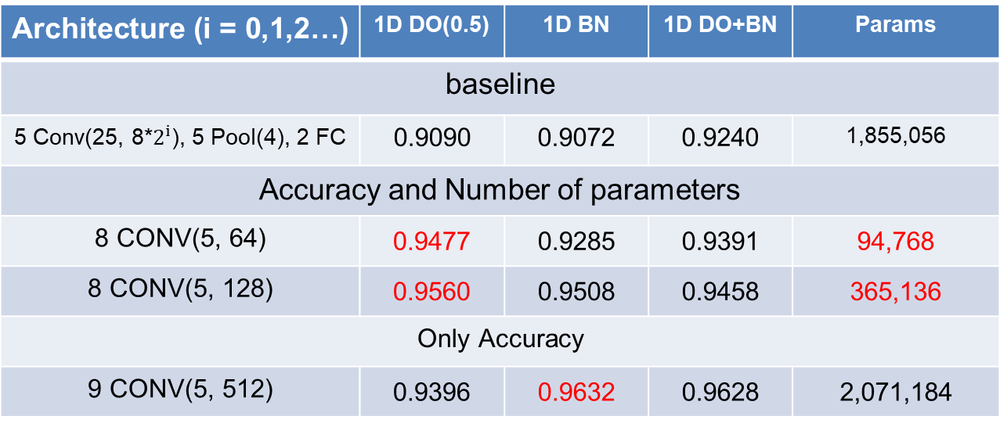 Architecture (i = 0,1,2…) 1D DO(0.5) 1D BN 1D DO+BN Params
baseline
5 Conv(25, 8*2ⁱ), 5 Pool(4), 2 FC 0.9090 0.9072 0.9240 1,855,056
Accuracy and Number of parameters
8 CONV(5, 64) 0.9477 0.9285 0.9391 94,768
8 CONV(5, 128) 0.9560 0.9508 0.9458 365,136
Only Accuracy
9 CONV(5, 512) 0.9396 0.9632 0.9628 2,071,184